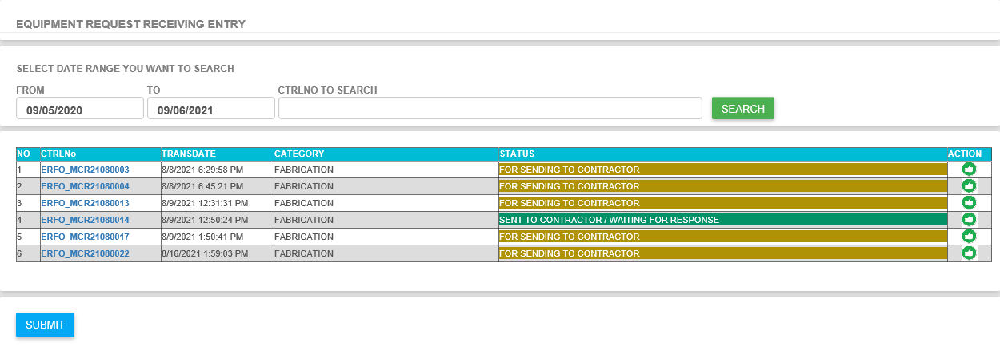 EQUIPMENT REQUEST RECEIVING ENTRY
SELECT DATE RANGE YOU WANT TO SEARCH
FROM TO CTRLNO TO SEARCH
09/05/2020 09/06/2021 SEARCH
NO CTRLNo TRANSDATE CATEGORY STATUS ACTION
1 ERFO_MCR21080003 8/8/2021 6:29:58 PM FABRICATION FOR SENDING TO CONTRACTOR
2 ERFO_MCR21080004 8/8/2021 6:45:21 PM FABRICATION FOR SENDING TO CONTRACTOR
3 ERFO_MCR21080013 8/9/2021 12:31:31 PM FABRICATION FOR SENDING TO CONTRACTOR
4 ERFO_MCR21080014 8/9/2021 12:50:24 PM FABRICATION SENT TO CONTRACTOR / WAITING FOR RESPONSE
5 ERFO_MCR21080017 8/9/2021 1:50:41 PM FABRICATION FOR SENDING TO CONTRACTOR
6 ERFO_MCR21080022 8/16/2021 1:59:03 PM FABRICATION FOR SENDING TO CONTRACTOR
SUBMIT